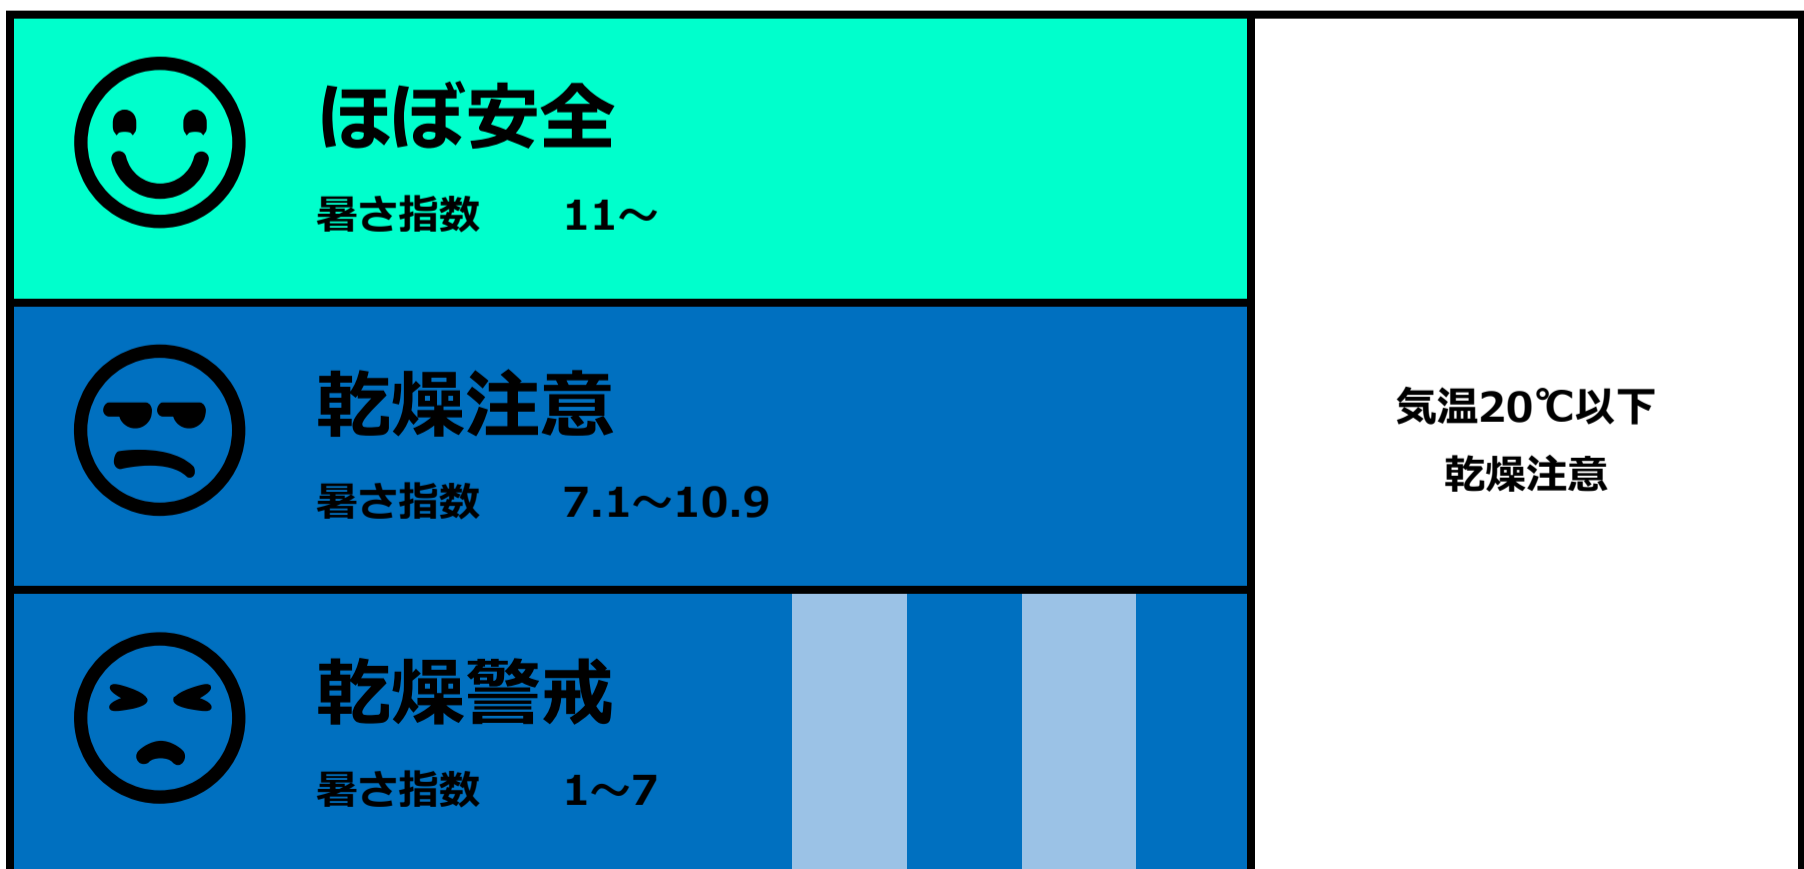 ほぼ安全
暑さ指数　　11～
乾燥注意
暑さ指数　　7.1～10.9
乾燥警戒
暑さ指数　　1～7
気温20℃以下
乾燥注意